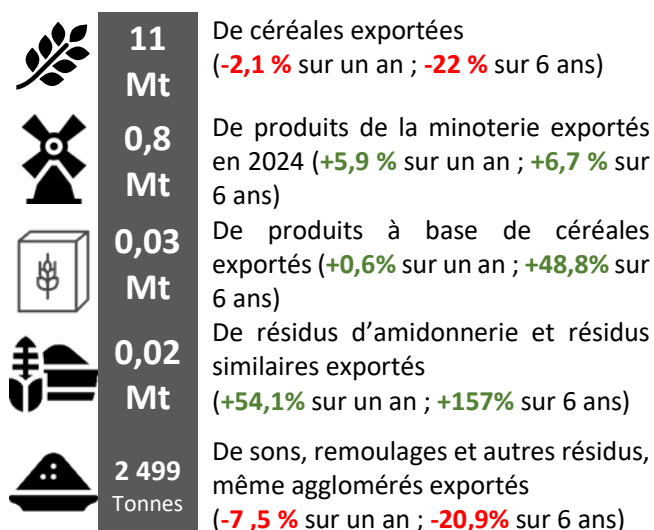 11
Mt
De céréales exportées
(-2,1 % sur un an ; -22 % sur 6 ans)
0,8
Mt
De produits de la minoterie exportés
en 2024 (+5,9 % sur un an ; +6,7 % sur
6 ans)
0,03
Mt
De produits à base de céréales
exportés (+0,6% sur un an ; +48,8% sur
6 ans)
0,02
Mt
De résidus d’amidonnerie et résidus
similaires exportés
(+54,1% sur un an ; +157% sur 6 ans)
2 499
Tonnes
De sons, remoulages et autres résidus,
même agglomérés exportés
(-7 ,5 % sur un an ; -20,9% sur 6 ans)